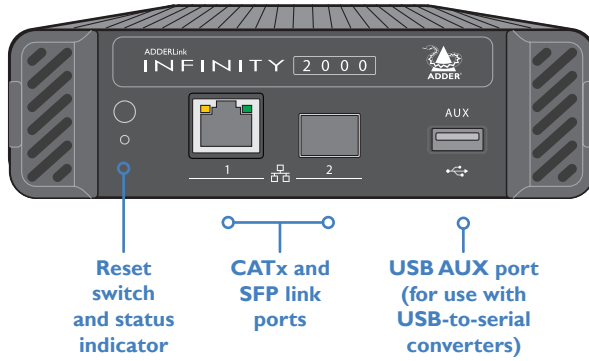 ADDERLink
INFINITY 2000
ADDER
AUX
1
2
Reset
switch
and status
indicator
CATx and
SFP link
ports
USB AUX port
(for use with
USB-to-serial
converters)